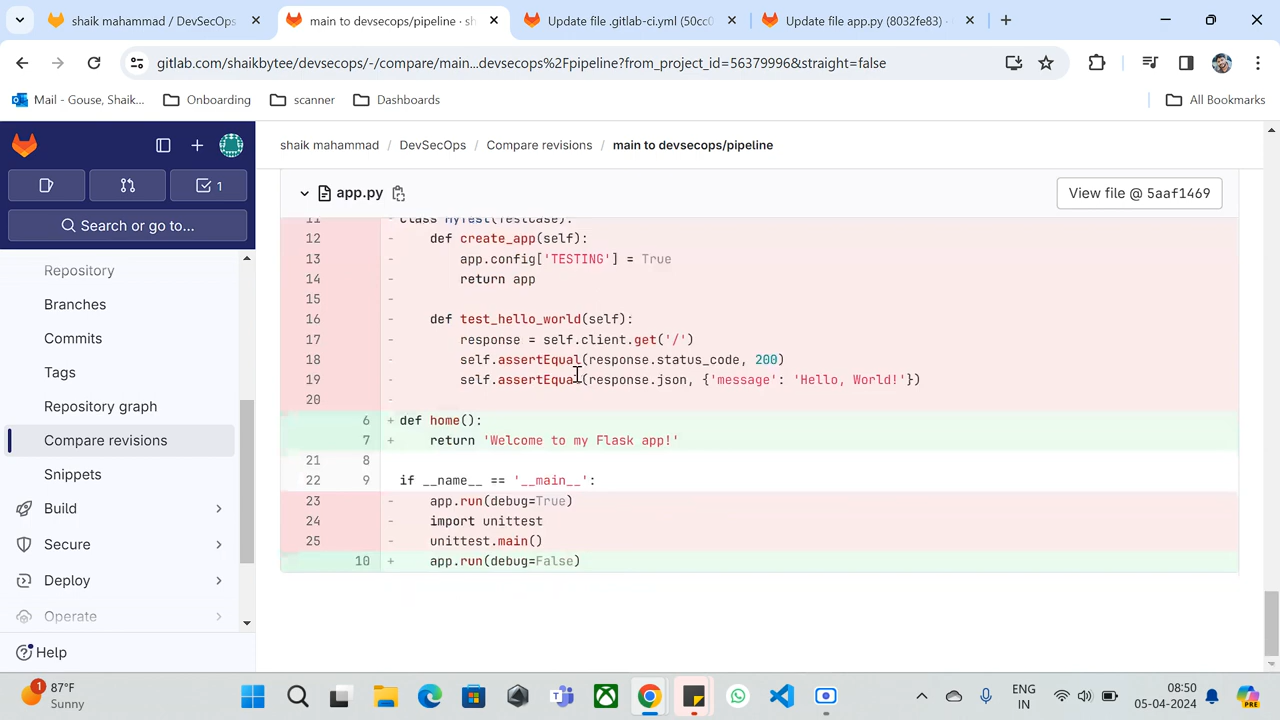 shaik mahammad / DevSecOps
main to devsecops/pipeline · sh
Update file .gitlab-ci.yml (50cc0
Update file app.py (8032fe83) ·
gitlab.com/shaikbytee/devsecops/-/compare/main...devsecops%2Fpipeline?from_project_id=56379996&straight=false
Mail - Gouse, Shaik...
Onboarding
scanner
Dashboards
All Bookmarks
1
Search or go to...
Repository
Branches
Commits
Tags
Repository graph
Compare revisions
Snippets
Build
Secure
Deploy
Operate
Help
shaik mahammad / DevSecOps / Compare revisions / main to devsecops/pipeline
app.py
View file @ 5aaf1469
11 - class MyTest(TestCase):
12 - def create_app(self):
13 - app.config['TESTING'] = True
14 - return app
15 -
16 - def test_hello_world(self):
17 - response = self.client.get('/')
18 - self.assertEqual(response.status_code, 200)
19 - self.assertEqual(response.json, {'message': 'Hello, World!'})
20 -
6 + def home():
7 + return 'Welcome to my Flask app!'
21 8
22 9 if __name__ == '__main__':
23 - app.run(debug=True)
24 - import unittest
25 - unittest.main()
10 + app.run(debug=False)
1
87°F
Sunny
ENG
IN
08:50
05-04-2024
PRE